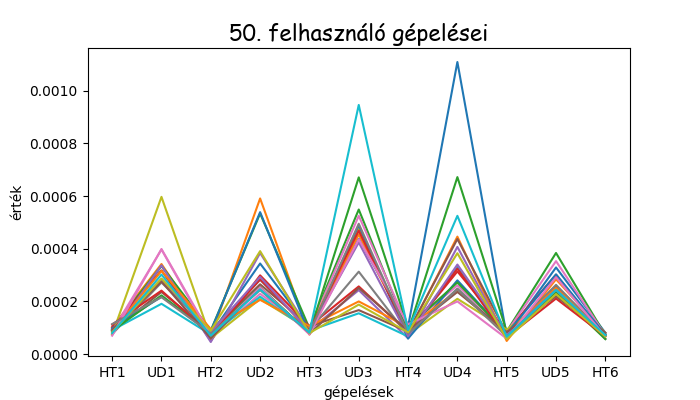 50. felhasználó gépelései
érték
0.0010
0.0008
0.0006
0.0004
0.0002
0.0000
HT1 UD1 HT2 UD2 HT3 UD3 HT4 UD4 HT5 UD5 HT6
gépelések